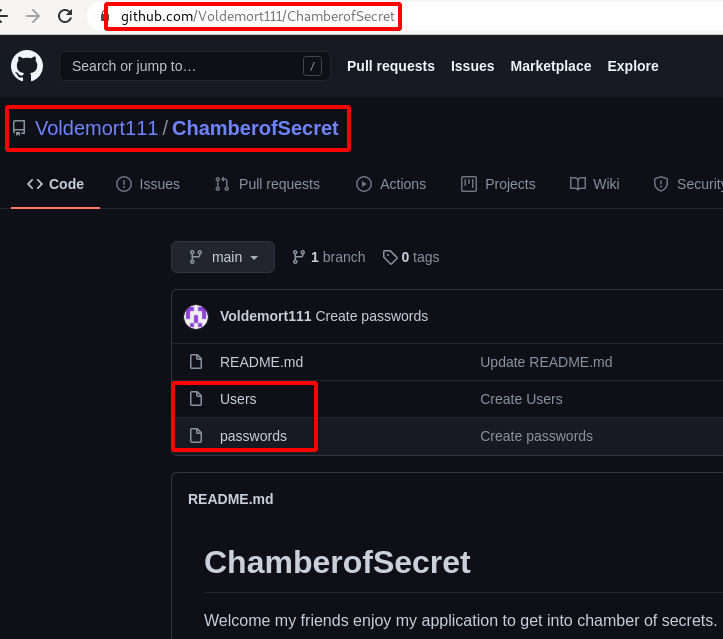 github.com/Voldemort111/ChamberofSecret
Search or jump to… / Pull requests Issues Marketplace Explore
Voldemort111 / ChamberofSecret
Code Issues Pull requests Actions Projects Wiki Security
main 1 branch 0 tags
Voldemort111 Create passwords
README.md Update README.md
Users Create Users
passwords Create passwords
README.md
ChamberofSecret
Welcome my friends enjoy my application to get into chamber of secrets.